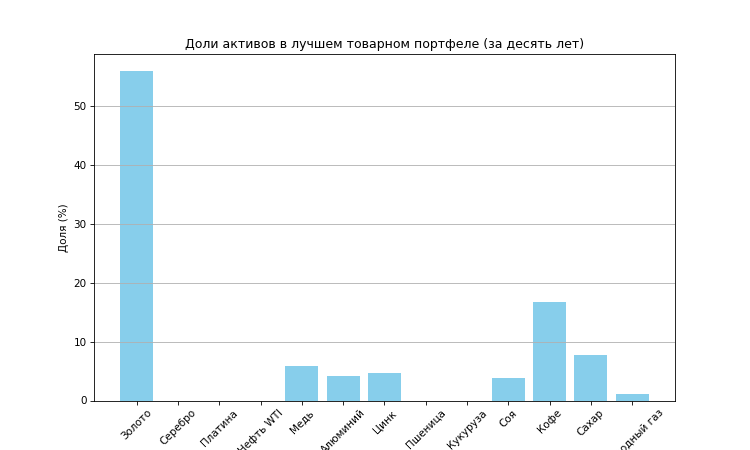 Доли активов в лучшем товарном портфеле (за десять лет)
Доля (%)
50
40
30
20
10
0
Золото
Серебро
Платина
Нефть WTI
Медь
Алюминий
Цинк
Пшеница
Кукуруза
Соя
Кофе
Сахар
газ